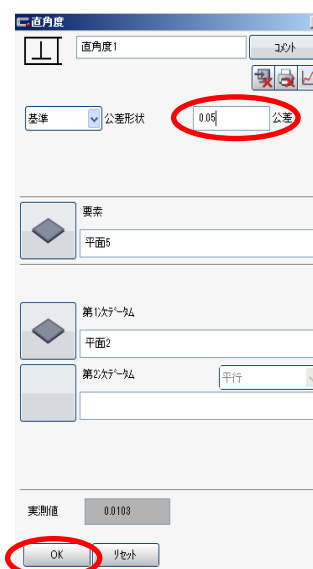 直角度
直角度1
ｺﾒﾝﾄ
基準
公差形状
0.05
公差
要素
平面5
第1次ﾃﾞｰﾀﾑ
平面2
第2次ﾃﾞｰﾀﾑ
平行
実測値
0.0103
OK
ﾘｾｯﾄ